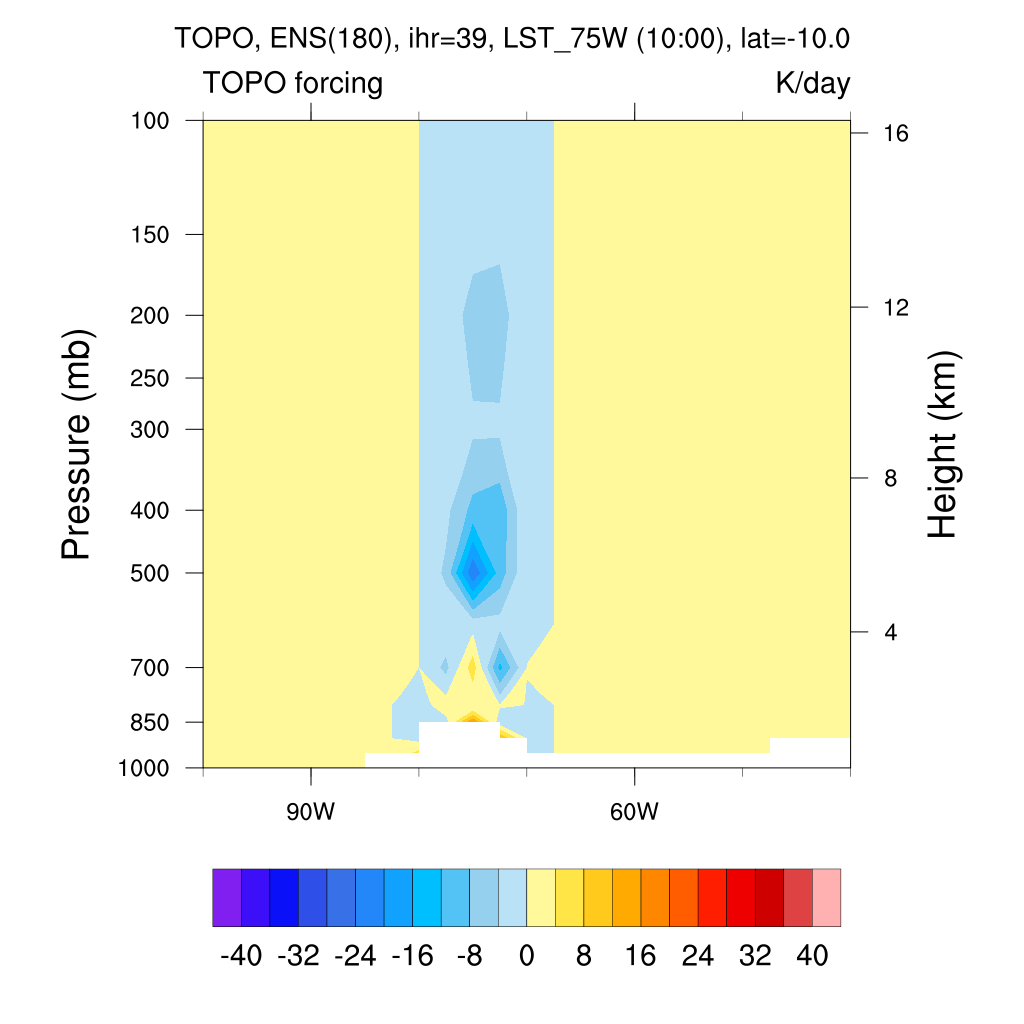 TOPO, ENS(180), ihr=39, LST_75W (10:00), lat=-10.0
TOPO forcing K/day
100
150
200
250
300
400
500
700
850
1000
Pressure (mb)
16
12
8
4
Height (km)
90W 60W
-40 -32 -24 -16 -8 0 8 16 24 32 40